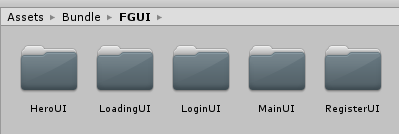 Assets ▸ Bundle ▸ FGUI ▸
HeroUI LoadingUI LoginUI MainUI RegisterUI